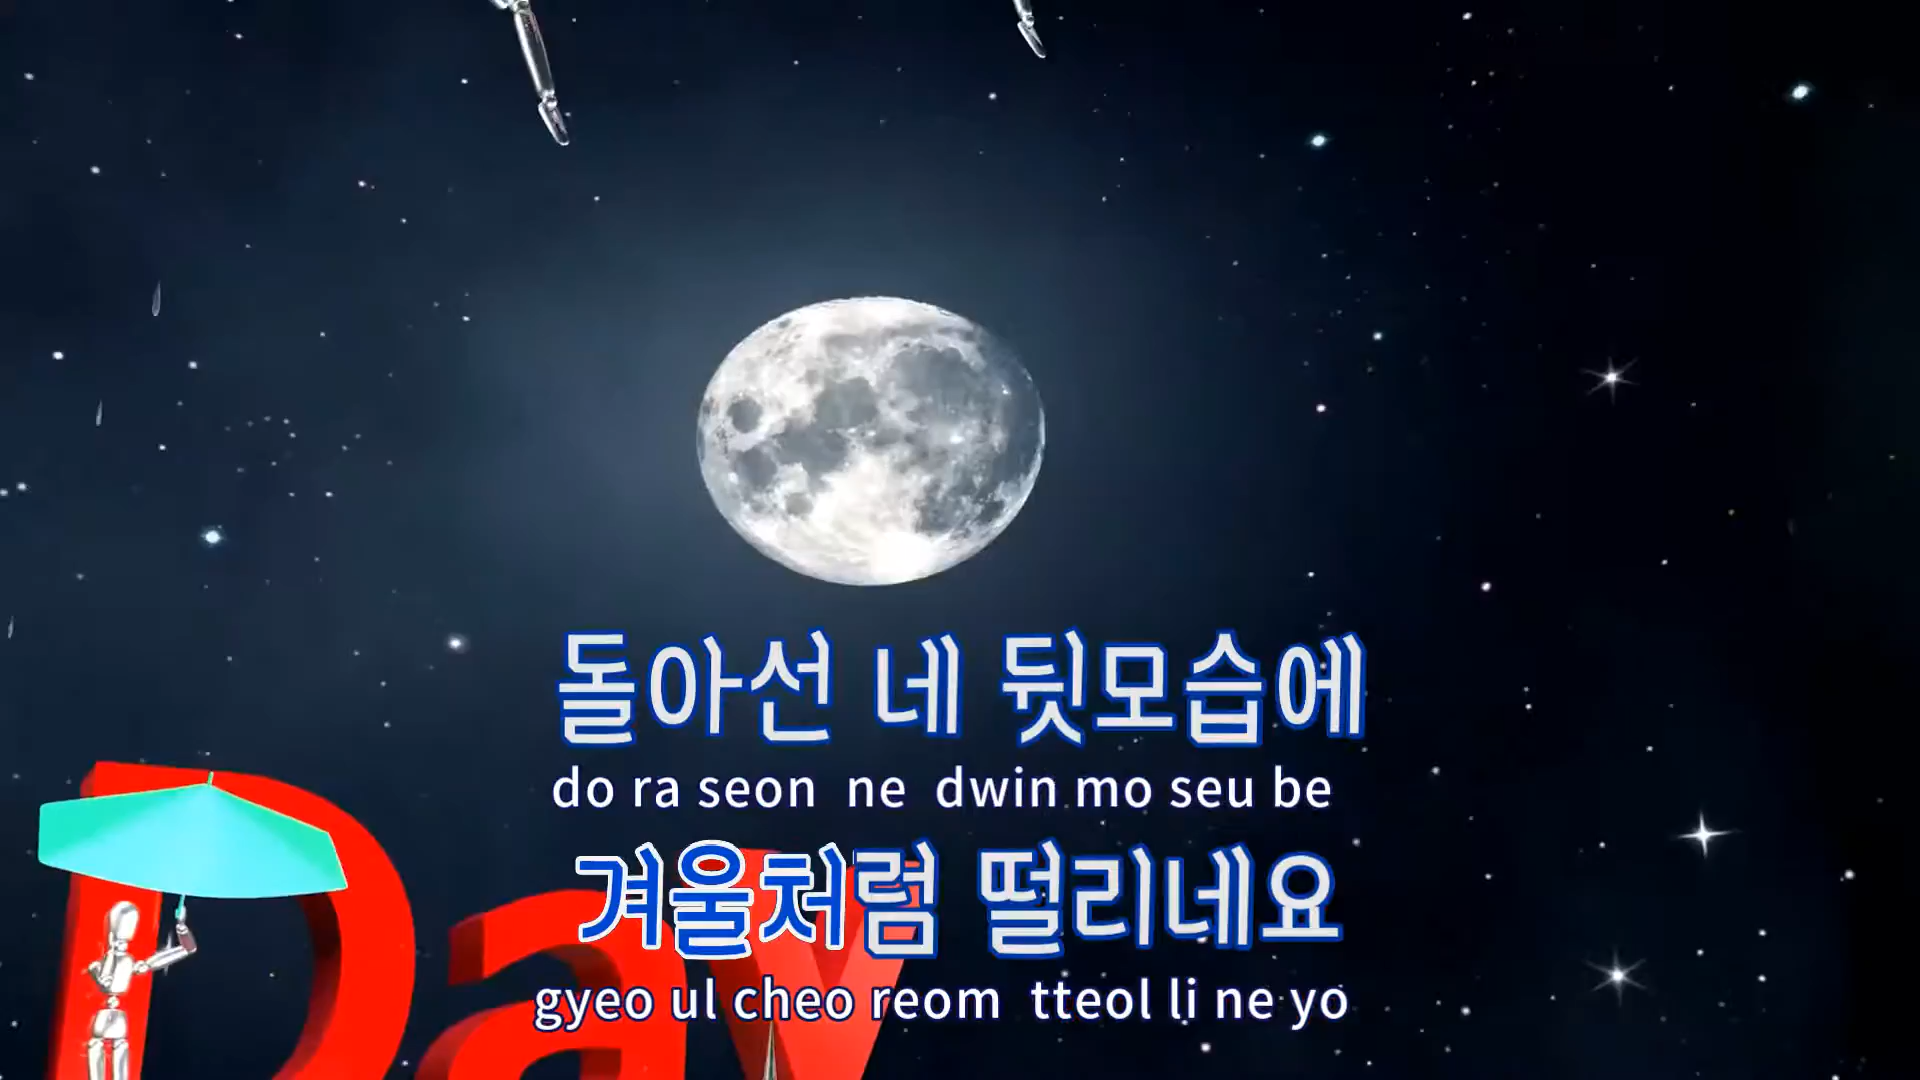 돌아선 네 뒷모습에
do ra seon ne dwin mo seu be
겨울처럼 떨리네요
gyeo ul cheo reom tteol li ne yo
Day